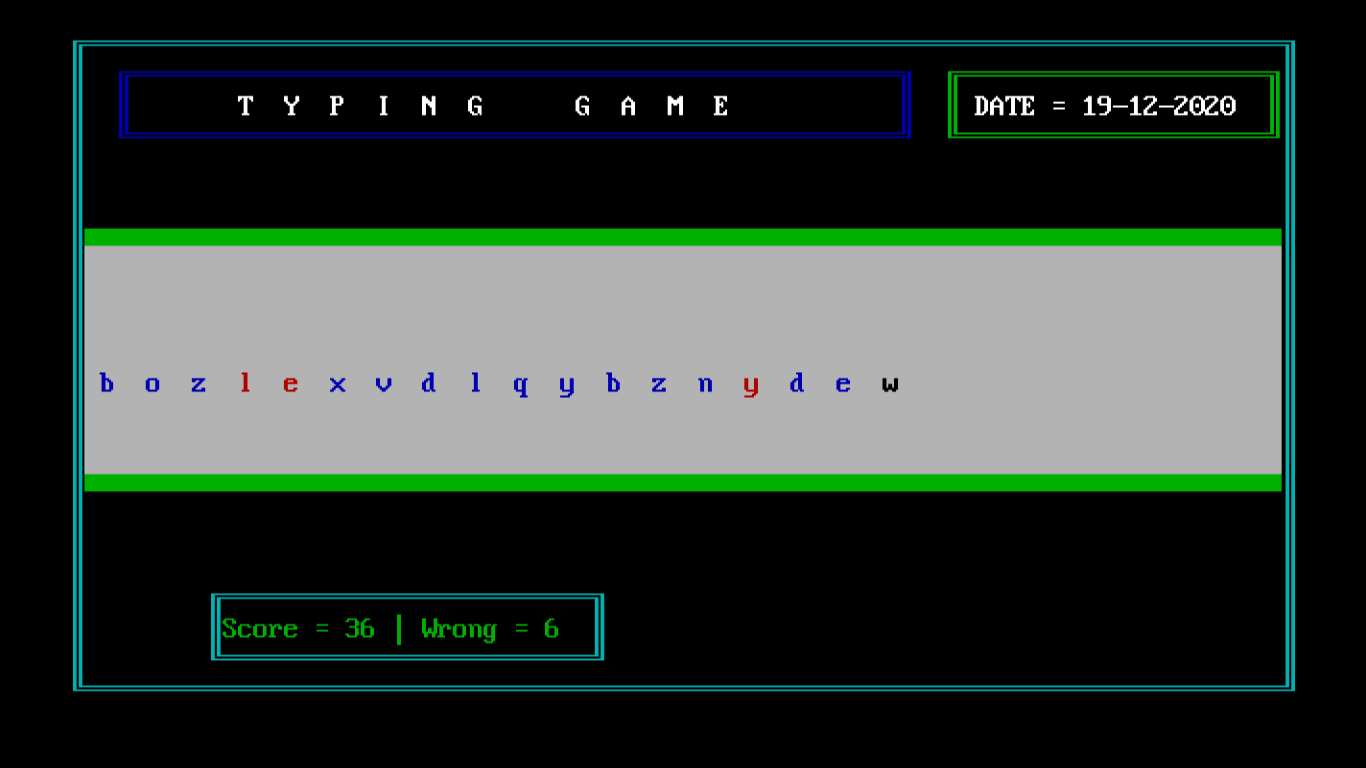 T Y P I N G   G A M E
DATE = 19-12-2020
b o z l e x v d l q y b z n y d e w
Score = 36 | Wrong = 6